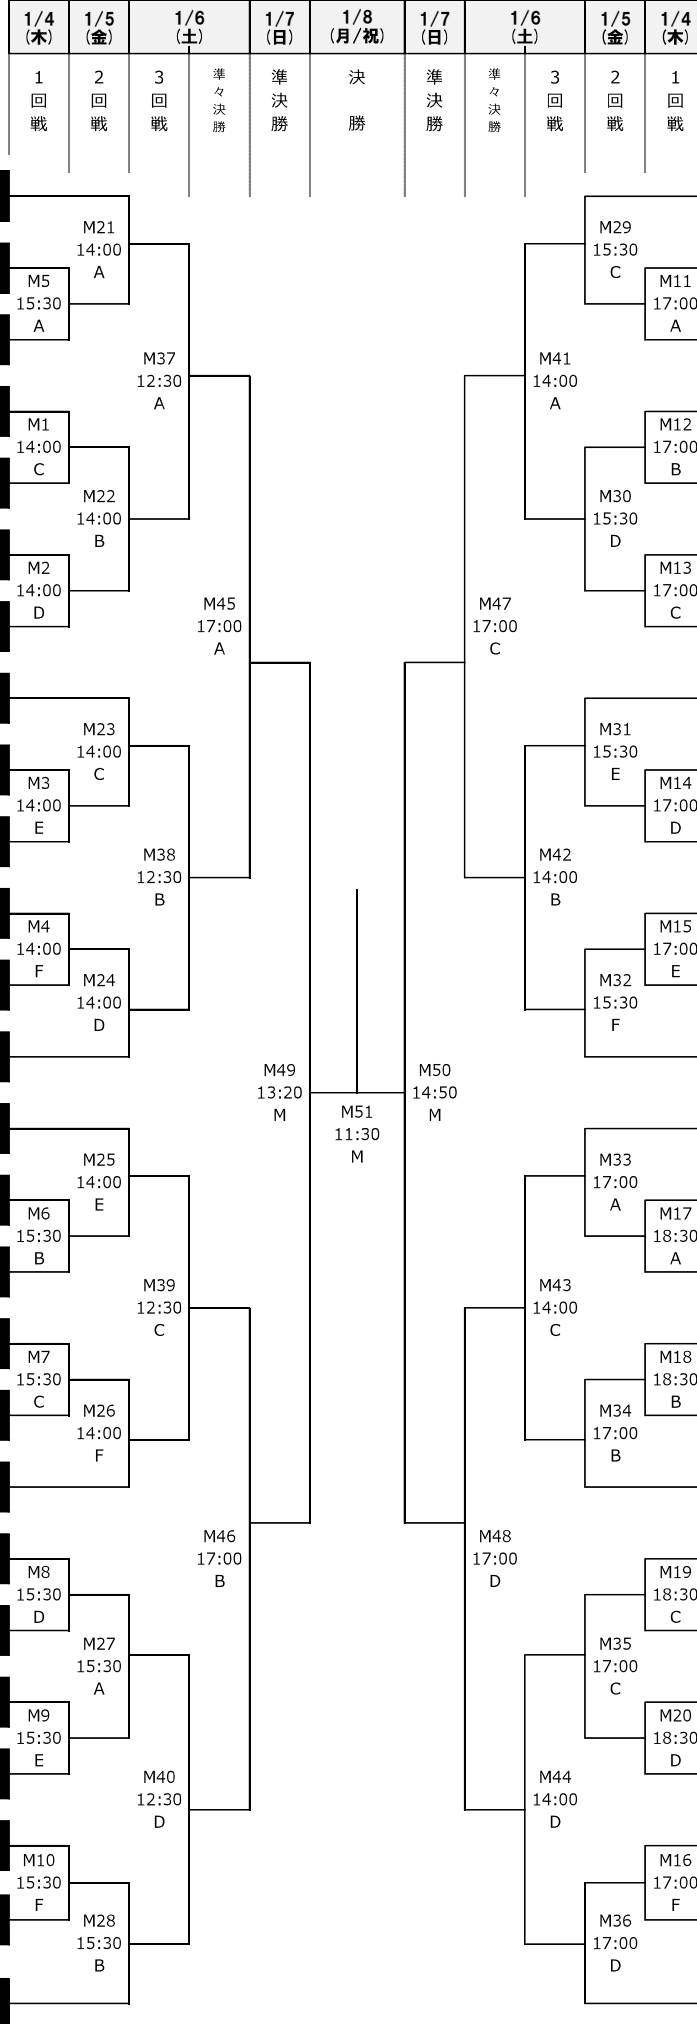 1/4 1/5 1/6 1/7 1/8 1/7 1/6 1/5 1/4
(木) (金) (土) (日) (月/祝) (日) (土) (金) (木)
1回戦
2回戦
3回戦
準々決勝
準決勝
決勝
準決勝
準々決勝
3回戦
2回戦
1回戦
M21
14:00
A
M5
15:30
A
M37
12:30
A
M1
14:00
C
M22
14:00
B
M2
14:00
D
M45
17:00
A
M23
14:00
C
M3
14:00
E
M38
12:30
B
M4
14:00
F
M24
14:00
D
M49
13:20
M
M25
14:00
E
M6
15:30
B
M39
12:30
C
M7
15:30
C
M26
14:00
F
M46
17:00
B
M8
15:30
D
M27
15:30
A
M9
15:30
E
M40
12:30
D
M10
15:30
F
M28
15:30
B
M51
11:30
M
M29
15:30
C
M11
17:00
A
M41
14:00
A
M12
17:00
B
M30
15:30
D
M13
17:00
C
M47
17:00
C
M31
15:30
E
M14
17:00
D
M42
14:00
B
M15
17:00
E
M32
15:30
F
M50
14:50
M
M33
17:00
A
M17
18:30
A
M43
14:00
C
M18
18:30
B
M34
17:00
B
M48
17:00
D
M19
18:30
C
M35
17:00
C
M20
18:30
D
M44
14:00
D
M16
17:00
F
M36
17:00
D